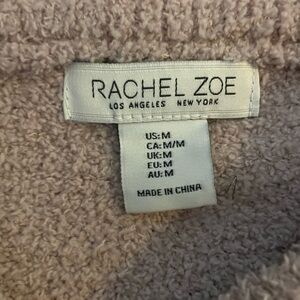 RACHEL ZOE
LOS ANGELES NEW YORK
US: M
CA: M/M
UK: M
EU: M
AU: M
MADE IN CHINA